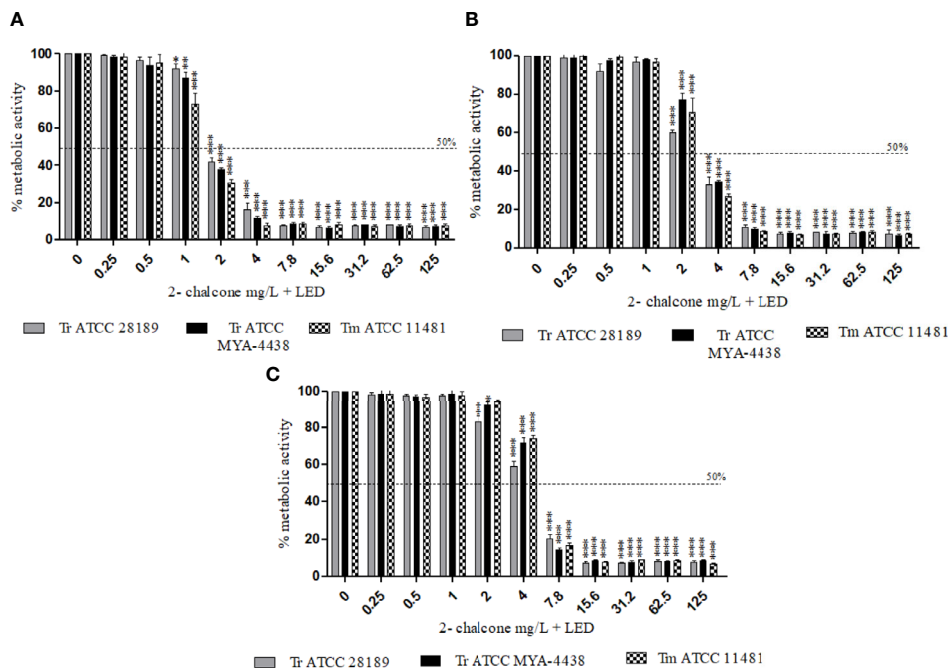 A
100
80
60
40
20
0
% metabolic activity
50%
* ** ***
*** *** ***
*** *** ***
*** *** ***
*** *** ***
*** *** ***
*** *** ***
*** *** ***
0 0.25 0.5 1 2 4 7.8 15.6 31.2 62.5 125
2- chalcone mg/L + LED
Tr ATCC 28189 Tr ATCC MYA-4438 Tm ATCC 11481
B
100
80
60
40
20
0
% metabolic activity
50%
*** *** ***
*** *** ***
*** *** ***
*** *** ***
*** *** ***
*** *** ***
*** *** ***
0 0.25 0.5 1 2 4 7.8 15.6 31.2 62.5 125
2- chalcone mg/L + LED
Tr ATCC 28189 Tr ATCC MYA-4438 Tm ATCC 11481
C
100
80
60
40
20
0
% metabolic activity
50%
*** *
*** *** ***
*** *** ***
*** *** ***
*** *** ***
*** *** ***
*** *** ***
0 0.25 0.5 1 2 4 7.8 15.6 31.2 62.5 125
2- chalcone mg/L + LED
Tr ATCC 28189 Tr ATCC MYA-4438 Tm ATCC 11481